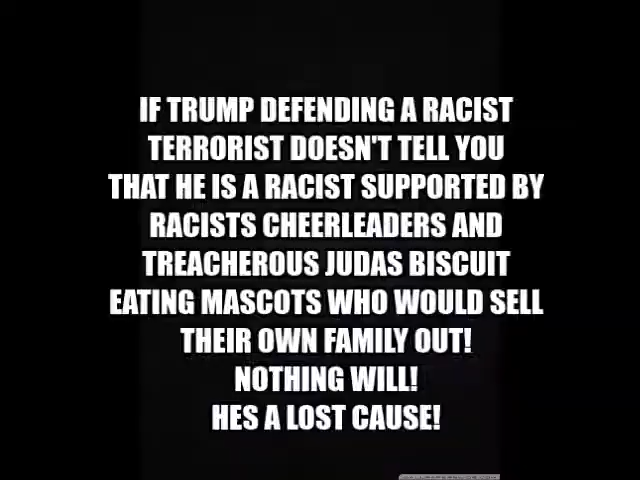 IF TRUMP DEFENDING A RACIST
TERRORIST DOESN'T TELL YOU
THAT HE IS A RACIST SUPPORTED BY
RACISTS CHEERLEADERS AND
TREACHEROUS JUDAS BISCUIT
EATING MASCOTS WHO WOULD SELL
THEIR OWN FAMILY OUT!
NOTHING WILL!
HES A LOST CAUSE!